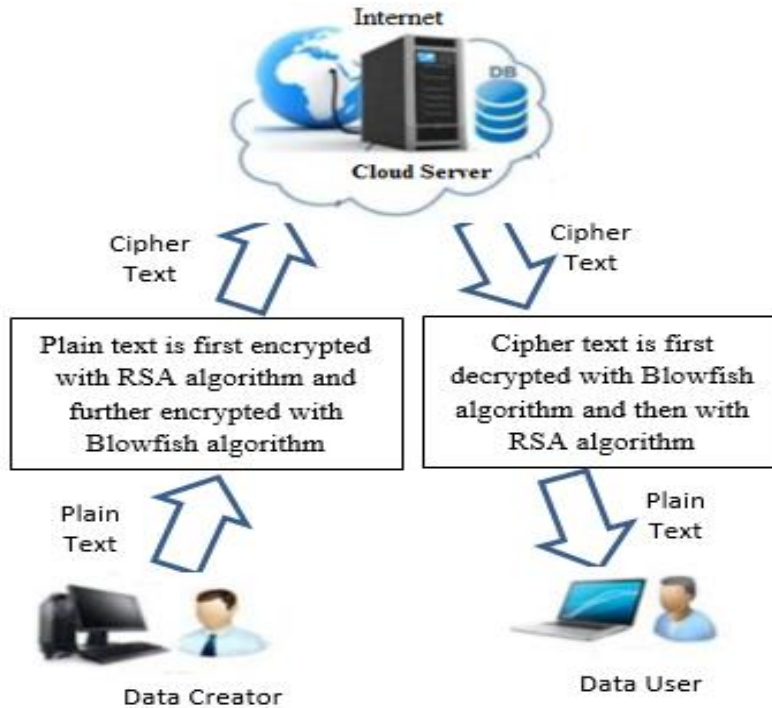 Internet
DB
Cloud Server
Cipher
Text
Cipher
Text
Plain text is first encrypted
with RSA algorithm and
further encrypted with
Blowfish algorithm
Cipher text is first
decrypted with Blowfish
algorithm and then with
RSA algorithm
Plain
Text
Plain
Text
Data Creator
Data User